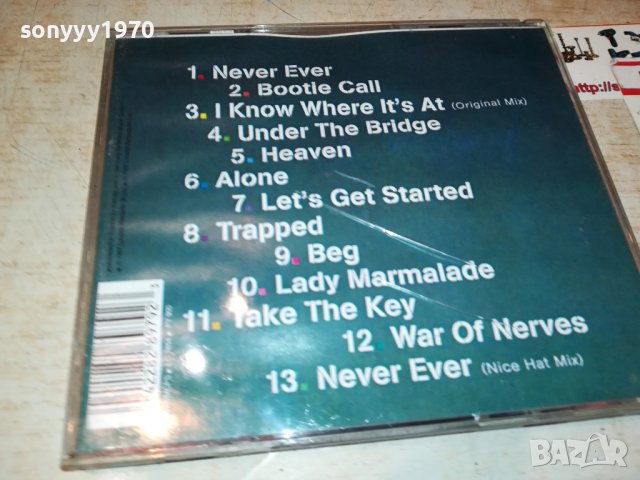 sonyyy1970
1. Never Ever
2. Bootie Call
3. I Know Where It's At (Original Mix)
4. Under The Bridge
5. Heaven
6. Alone
7. Let's Get Started
8. Trapped
9. Beg
10. Lady Marmalade
11. Take The Key
12. War Of Nerves
13. Never Ever (Nice Hat Mix)
http://s
BAZAR